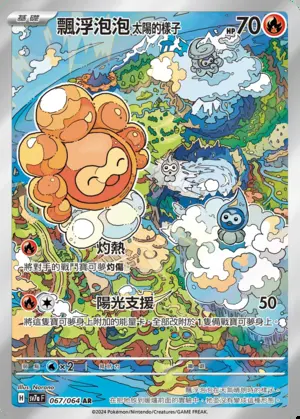 基礎 飄浮泡泡 太陽的樣子 HP 70
灼熱
將對手的戰鬥寶可夢灼傷。
陽光支援 50
將這隻寶可夢身上附加的能量卡，全部改附於1隻備戰寶可夢身上。
×2
Illus.
H sv7a F 067/064 AR
©2024 Pokémon/Nintendo/Creatures/GAME FREAK.